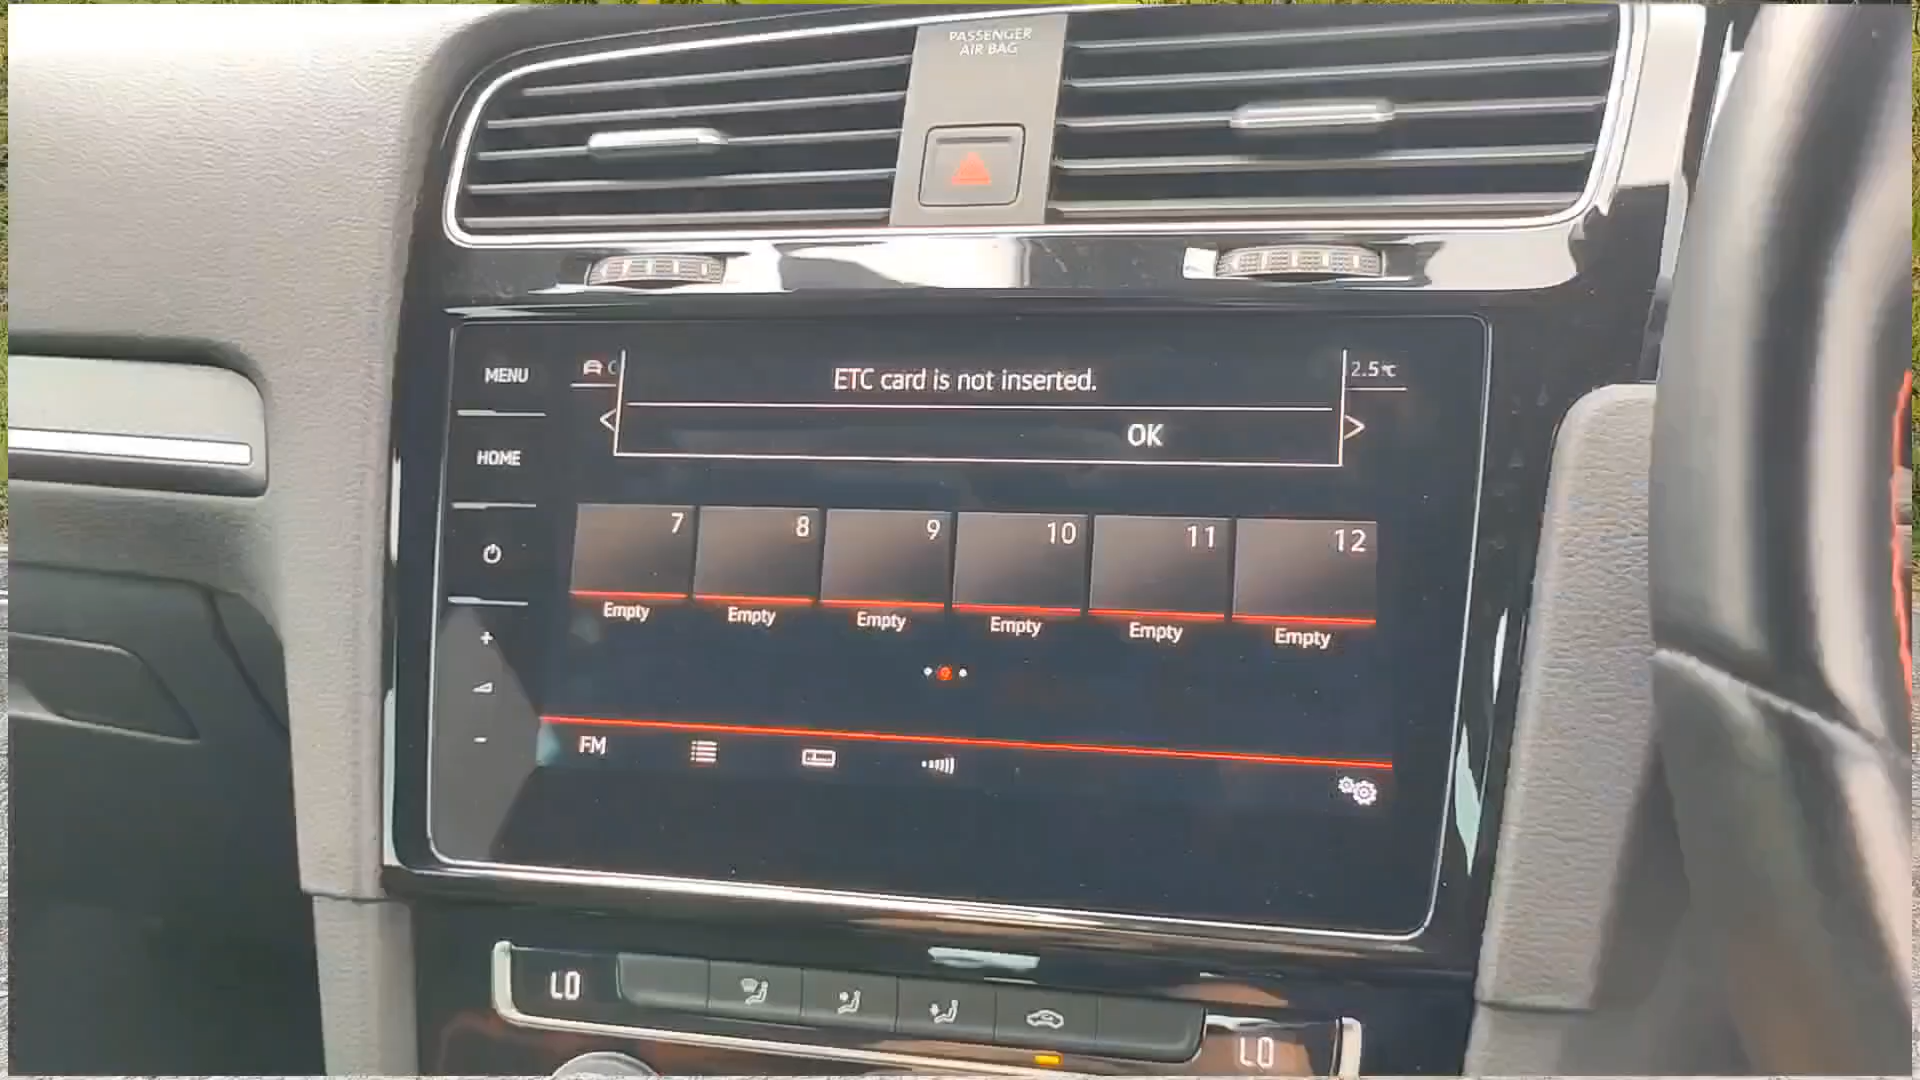 PASSENGER
AIR BAG
MENU
2.5°C
ETC card is not inserted.
OK
HOME
7
8
9
10
11
12
Empty
Empty
Empty
Empty
Empty
Empty
+
-
FM
LO
LO